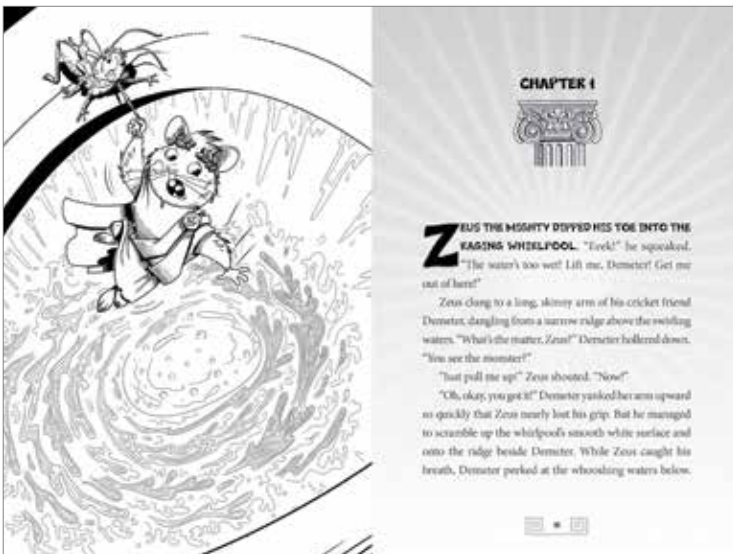 CHAPTER 1
ZEUS THE MIGHTY DIPPED HIS TOE INTO THE
RAGING WHIRLPOOL. "Eeek!" he squeaked.
"The water's too wet! Lift me, Demeter! Get me
out of here!"
Zeus clung to a long, skinny arm of his cricket friend
Demeter, dangling from a narrow ridge above the swirling
waters. "What's the matter, Zeus?" Demeter hollered down.
"You see the monster?"
"Just pull me up!" Zeus shouted. "Now!"
"Oh, okay, you got it!" Demeter yanked her arm upward
so quickly that Zeus nearly lost his grip. But he managed
to scramble up the whirlpool's smooth white surface and
onto the ridge beside Demeter. While Zeus caught his
breath, Demeter peeked at the whooshing waters below.